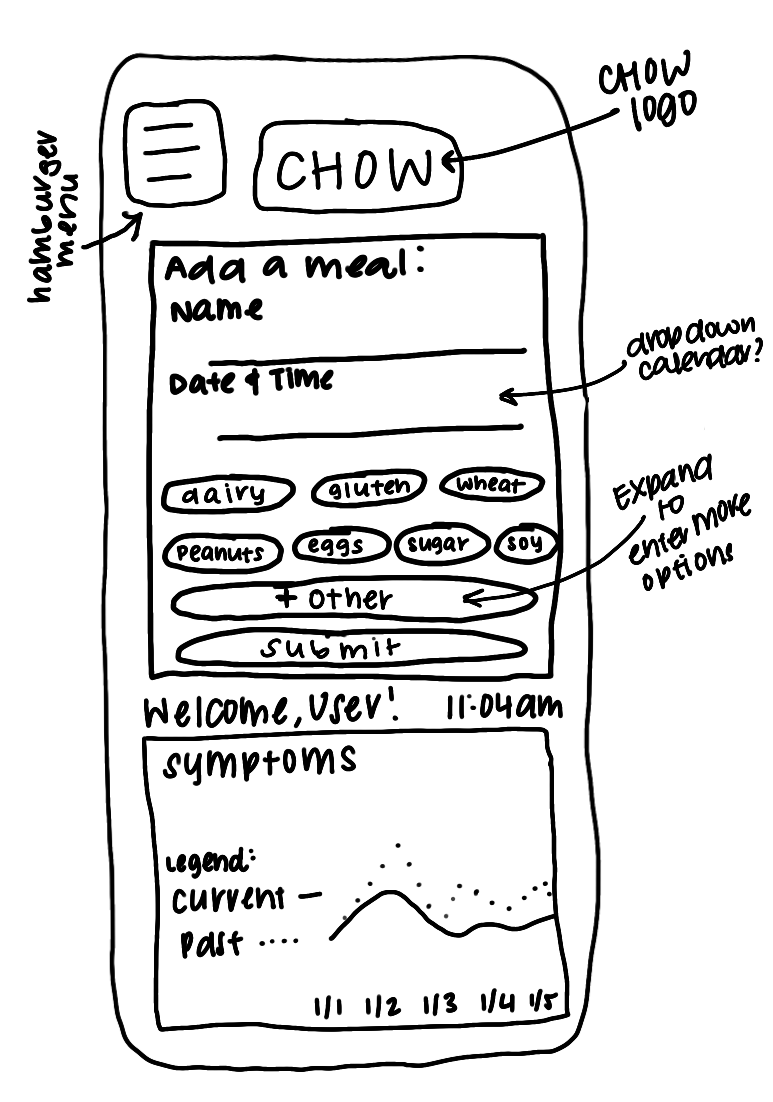 CHOW
logo
CHOW
hamburger
menu
Add a meal:
Name
Date & Time
dropdown
calendar?
dairy gluten wheat
Peanuts eggs sugar soy
Expand
to
enter more
options
+ other
submit
Welcome, User! 11:04am
symptoms
Legend:
Current
Past
1/1 1/2 1/3 1/4 1/5